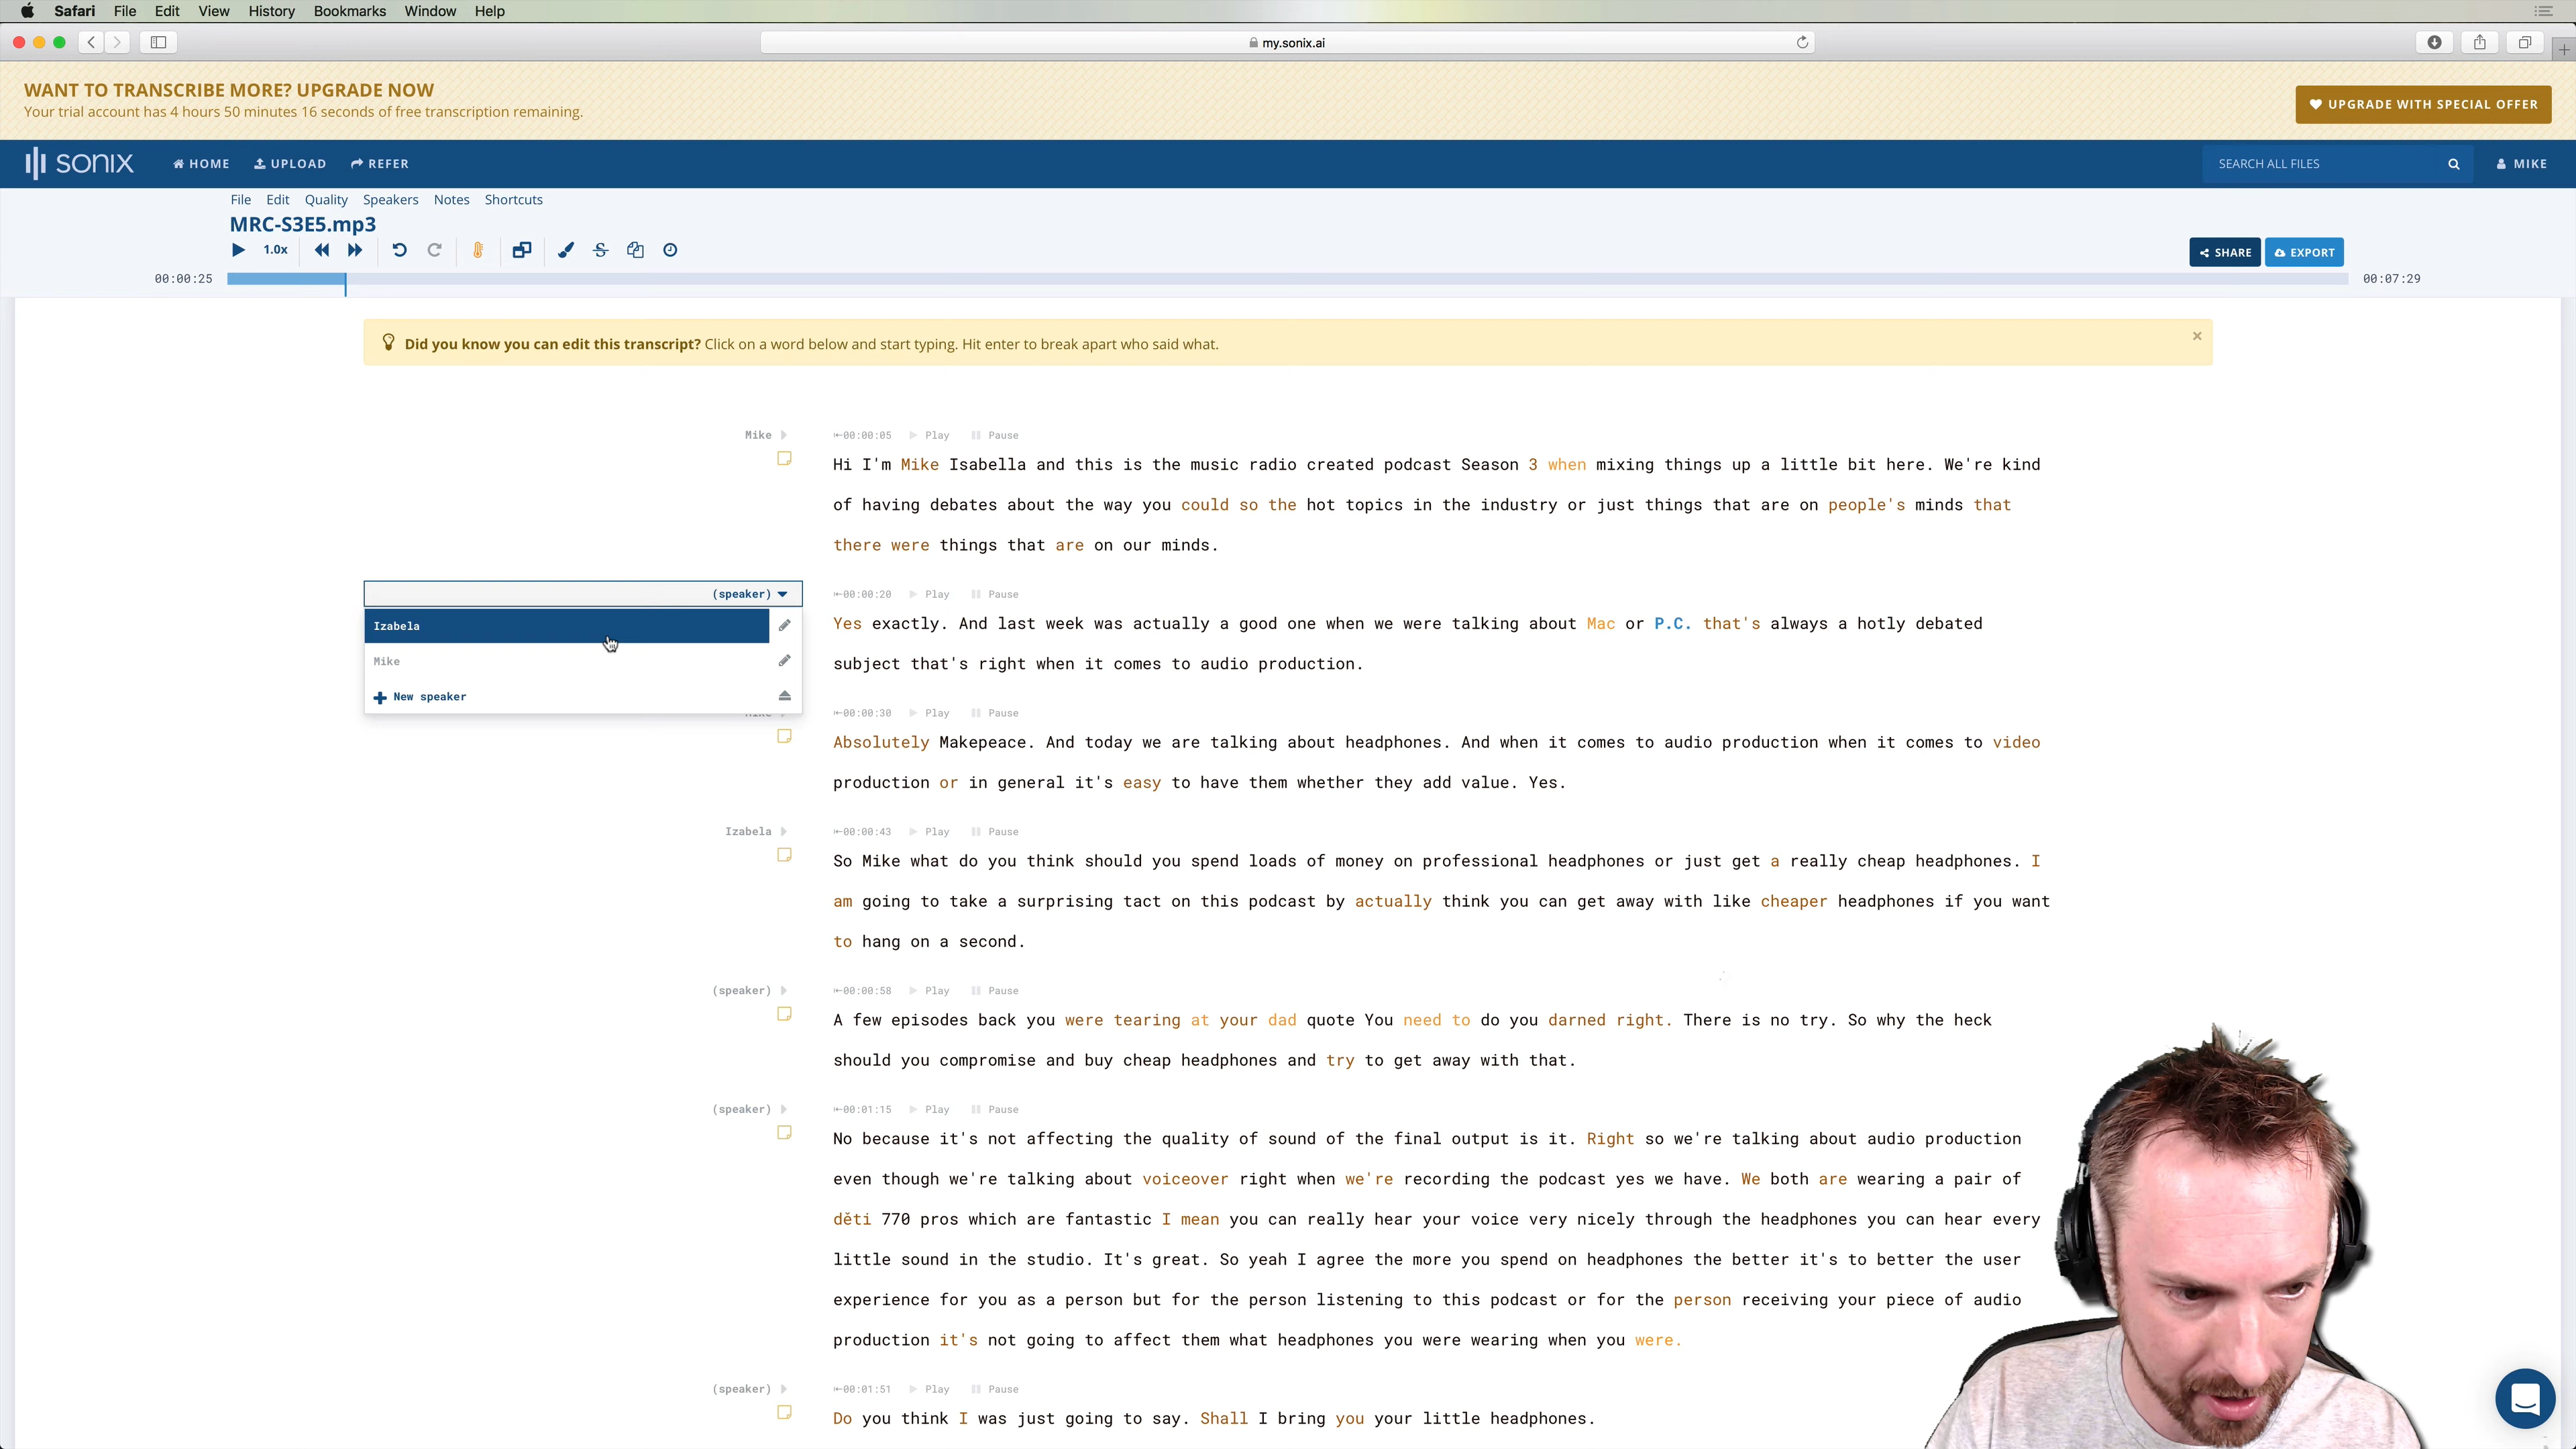 Safari File Edit View History Bookmarks Window Help
my.sonix.ai
WANT TO TRANSCRIBE MORE? UPGRADE NOW
Your trial account has 4 hours 50 minutes 16 seconds of free transcription remaining.
UPGRADE WITH SPECIAL OFFER
sonix HOME UPLOAD REFER SEARCH ALL FILES MIKE
File Edit Quality Speakers Notes Shortcuts
MRC-S3E5.mp3
1.0x
SHARE EXPORT
00:00:25 00:07:29
Did you know you can edit this transcript? Click on a word below and start typing. Hit enter to break apart who said what.
Mike 00:00:05 Play Pause
Hi I'm Mike Isabella and this is the music radio created podcast Season 3 when mixing things up a little bit here. We're kind
of having debates about the way you could so the hot topics in the industry or just things that are on people's minds that
there were things that are on our minds.
(speaker) 00:00:20 Play Pause
Izabela
Mike
New speaker
Yes exactly. And last week was actually a good one when we were talking about Mac or P.C. that's always a hotly debated
subject that's right when it comes to audio production.
Mike 00:00:30 Play Pause
Absolutely Makepeace. And today we are talking about headphones. And when it comes to audio production when it comes to video
production or in general it's easy to have them whether they add value. Yes.
Izabela 00:00:43 Play Pause
So Mike what do you think should you spend loads of money on professional headphones or just get a really cheap headphones. I
am going to take a surprising tact on this podcast by actually think you can get away with like cheaper headphones if you want
to hang on a second.
(speaker) 00:00:58 Play Pause
A few episodes back you were tearing at your dad quote You need to do you darned right. There is no try. So why the heck
should you compromise and buy cheap headphones and try to get away with that.
(speaker) 00:01:15 Play Pause
No because it's not affecting the quality of sound of the final output is it. Right so we're talking about audio production
even though we're talking about voiceover right when we're recording the podcast yes we have. We both are wearing a pair of
děti 770 pros which are fantastic I mean you can really hear your voice very nicely through the headphones you can hear every
little sound in the studio. It's great. So yeah I agree the more you spend on headphones the better it's to better the user
experience for you as a person but for the person listening to this podcast or for the person receiving your piece of audio
production it's not going to affect them what headphones you were wearing when you were.
(speaker) 00:01:51 Play Pause
Do you think I was just going to say. Shall I bring you your little headphones.